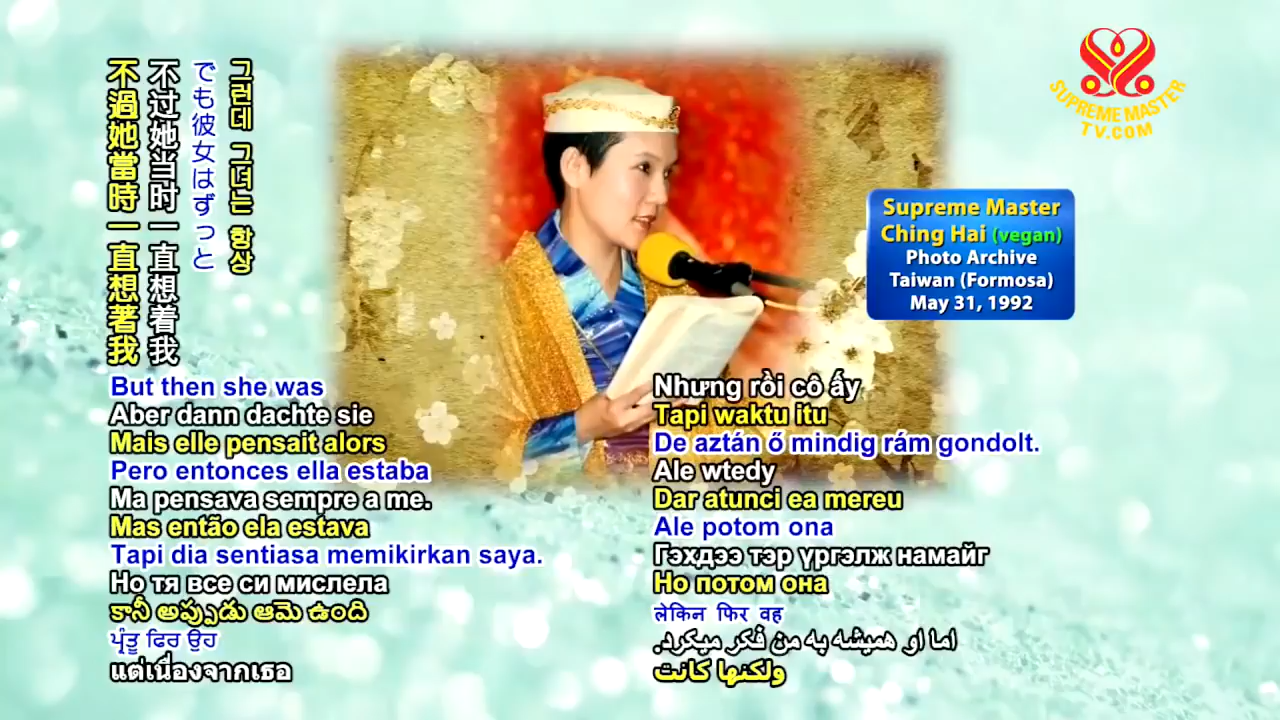 不過她當時一直想著我
不过她当时一直想着我
でも彼女はずっと
그런데 그녀는 항상
SUPREME MASTER
TV.COM
Supreme Master
Ching Hai (vegan)
Photo Archive
Taiwan (Formosa)
May 31, 1992
But then she was
Aber dann dachte sie
Mais elle pensait alors
Pero entonces ella estaba
Ma pensava sempre a me.
Mas então ela estava
Tapi dia sentiasa memikirkan saya.
Но тя все си мислела
కానీ అప్పుడు ఆమె ఉంది
ਪ੍ਰੰਤੂ ਫਿਰ ਉਹ
แต่เนื่องจากเธอ
Nhưng rồi cô ấy
Tapi waktu itu
De aztán ő mindig rám gondolt.
Ale wtedy
Dar atunci ea mereu
Ale potom ona
Гэхдээ тэр үргэлж намайг
Но потом она
लेकिन फिर वह
اما او همیشه به من فکر میکرد.
ولكنها كانت